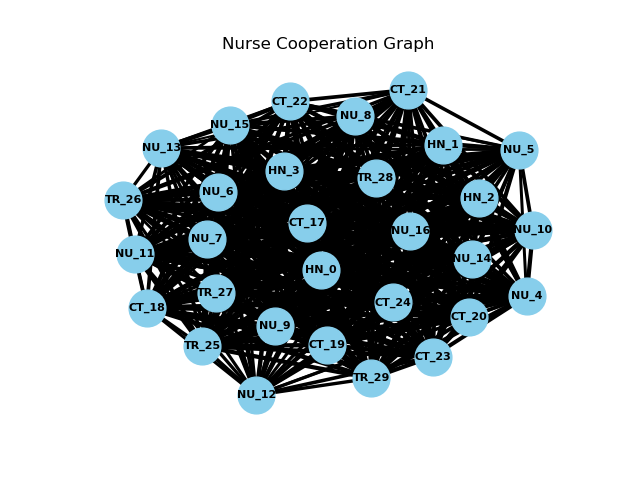 Nurse Cooperation Graph
CT_21
CT_22
NU_8
NU_15
HN_1
NU_13
NU_5
HN_3
TR_28
NU_6
HN_2
TR_26
CT_17
NU_16
NU_10
NU_7
NU_11
NU_14
HN_0
TR_27
NU_4
CT_24
CT_18
CT_20
NU_9
CT_19
TR_25
CT_23
TR_29
NU_12